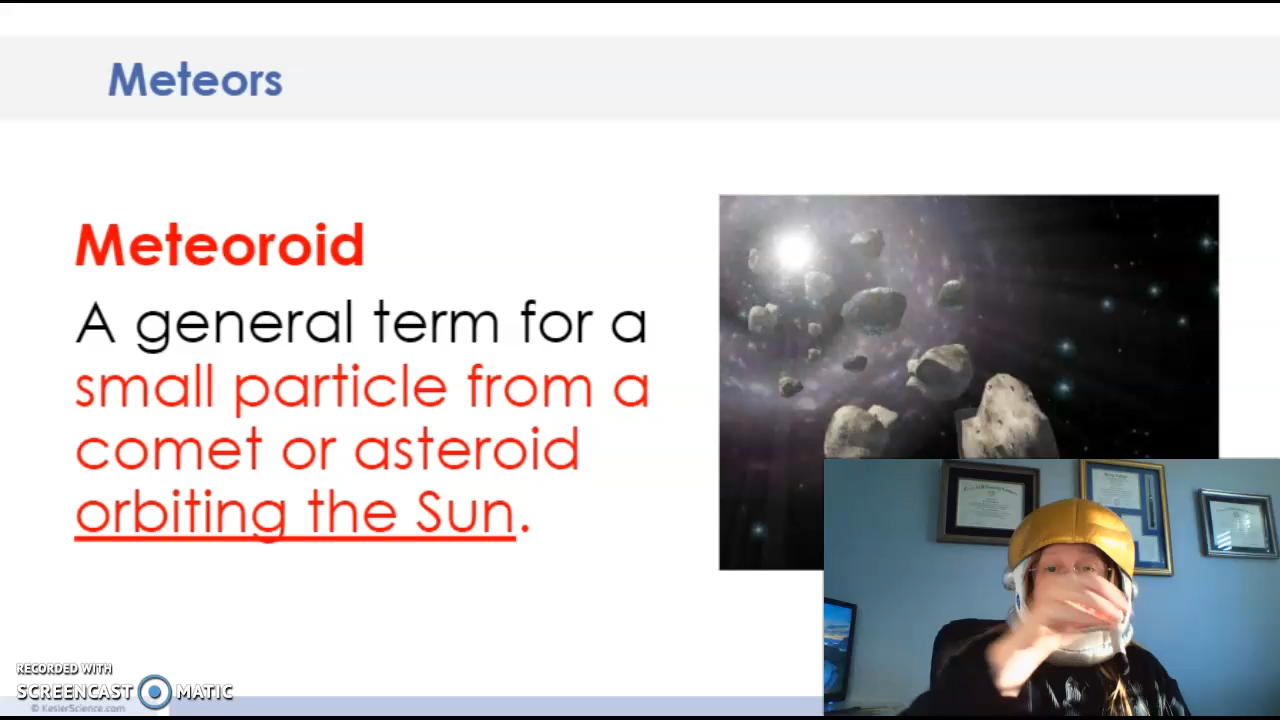 Meteors
Meteoroid
A general term for a
small particle from a
comet or asteroid
orbiting the Sun.
RECORDED WITH
SCREENCAST MATIC
© KeslerScience.com